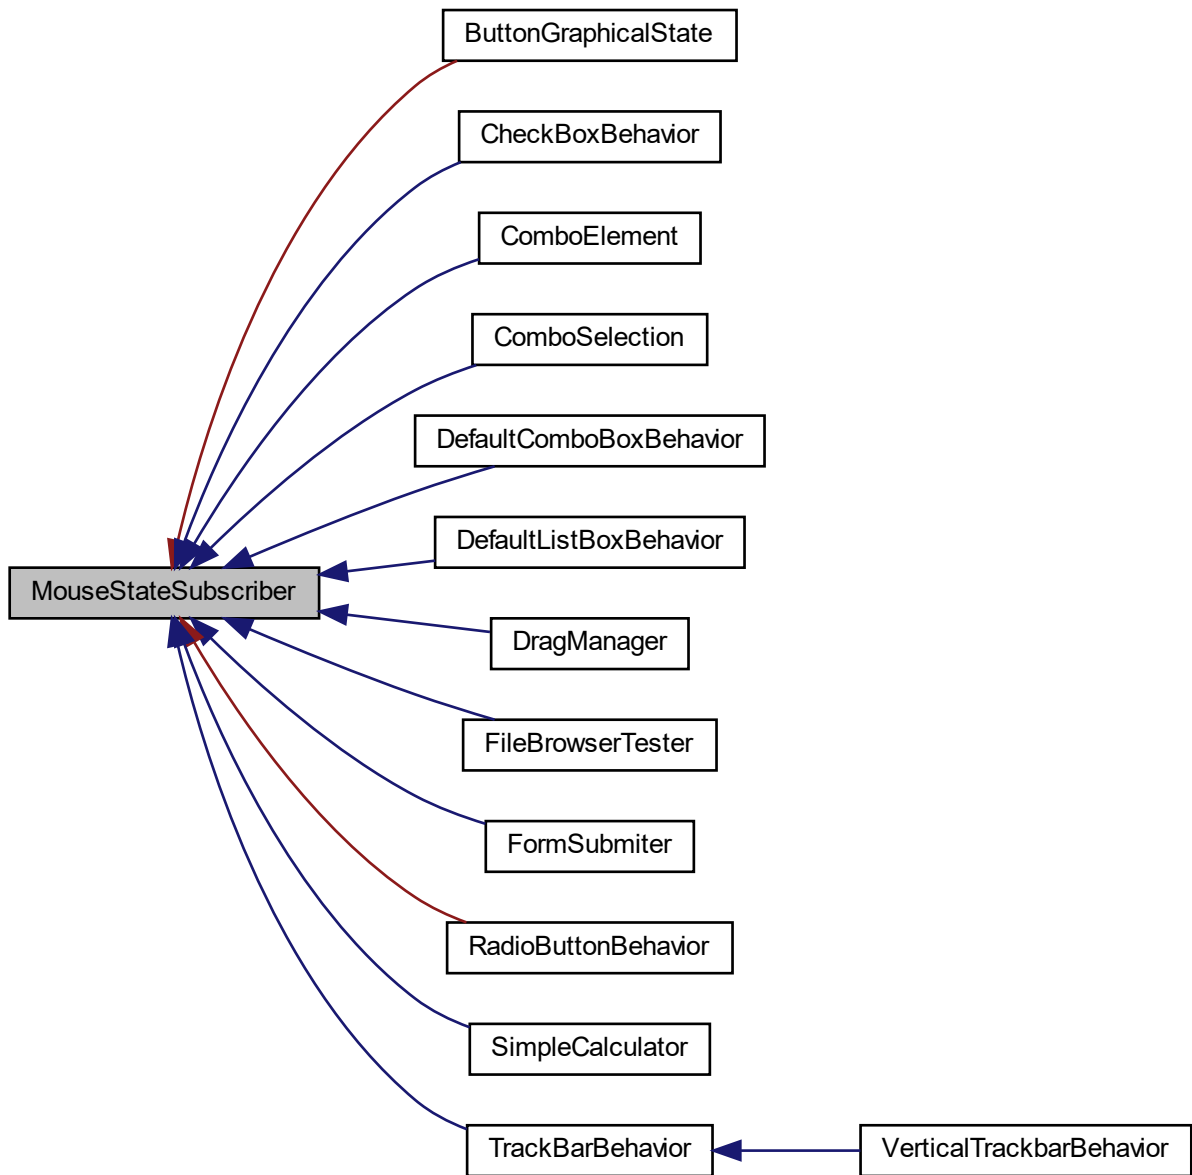 ButtonGraphicalState
CheckBoxBehavior
ComboElement
ComboSelection
DefaultComboBoxBehavior
DefaultListBoxBehavior
MouseStateSubscriber
DragManager
FileBrowserTester
FormSubmiter
RadioButtonBehavior
SimpleCalculator
TrackBarBehavior
VerticalTrackbarBehavior